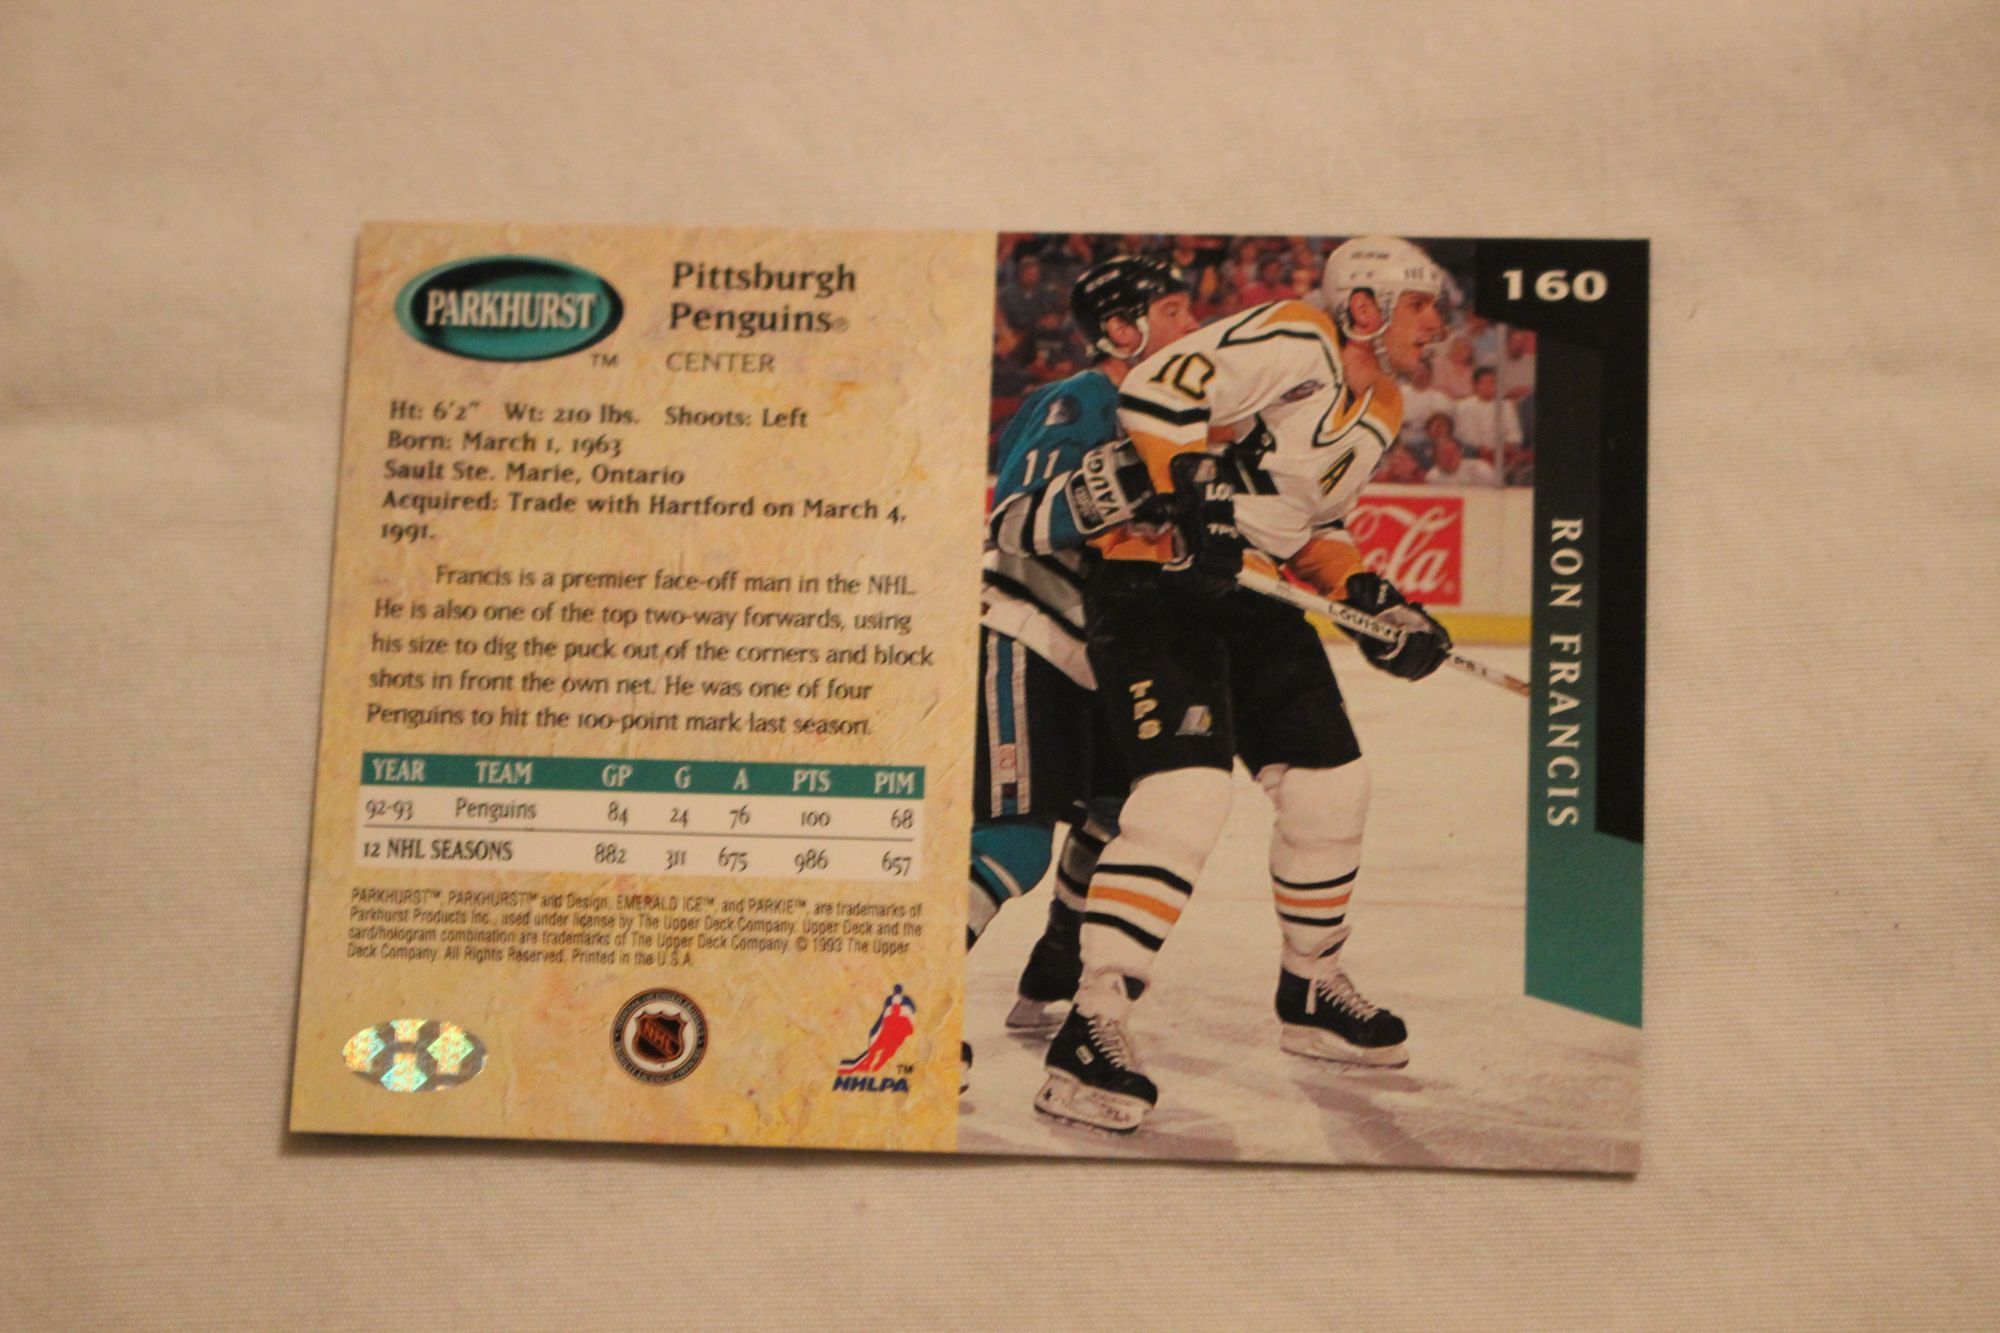 PARKHURST
TM
Pittsburgh
Penguins®
CENTER
Ht: 6'2" Wt: 210 lbs. Shoots: Left
Born: March 1, 1963
Sault Ste. Marie, Ontario
Acquired: Trade with Hartford on March 4,
1991.
Francis is a premier face-off man in the NHL.
He is also one of the top two-way forwards, using
his size to dig the puck out of the corners and block
shots in front the own net. He was one of four
Penguins to hit the 100-point mark last season.
YEAR TEAM GP G A PTS PIM
92-93 Penguins 84 24 76 100 68
12 NHL SEASONS 882 311 675 986 657
PARKHURST™, PARKHURST™ and Design, EMERALD ICE™, and PARKIE™, are trademarks of
Parkhurst Products Inc., used under license by The Upper Deck Company. Upper Deck and the
card/hologram combination are trademarks of The Upper Deck Company. © 1993 The Upper
Deck Company. All Rights Reserved. Printed in the U.S.A.
NHL
TM
NHLPA
160
RON FRANCIS
10
11
A
VAUGH
LOUISV
TPS
Cola